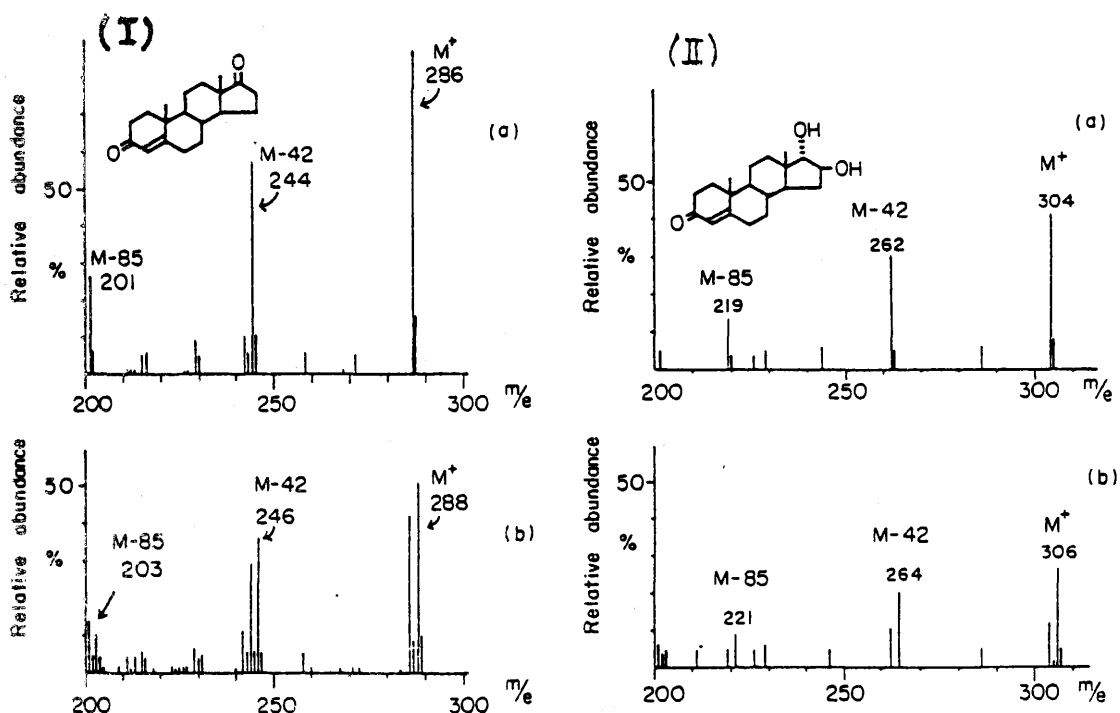 (I)
Relative abundance
%
50
O
O
M⁺
286
(a)
M-42
244
M-85
201
200
250
300
m/e
Relative abundance
%
50
M-85
203
M-42
246
M⁺
288
(b)
200
250
300
m/e
(II)
Relative abundance
%
50
OH
OH
O
M-85
219
M-42
262
M⁺
304
(a)
200
250
300
m/e
Relative abundance
%
50
M-85
221
M-42
264
M⁺
306
(b)
200
250
300
m/e